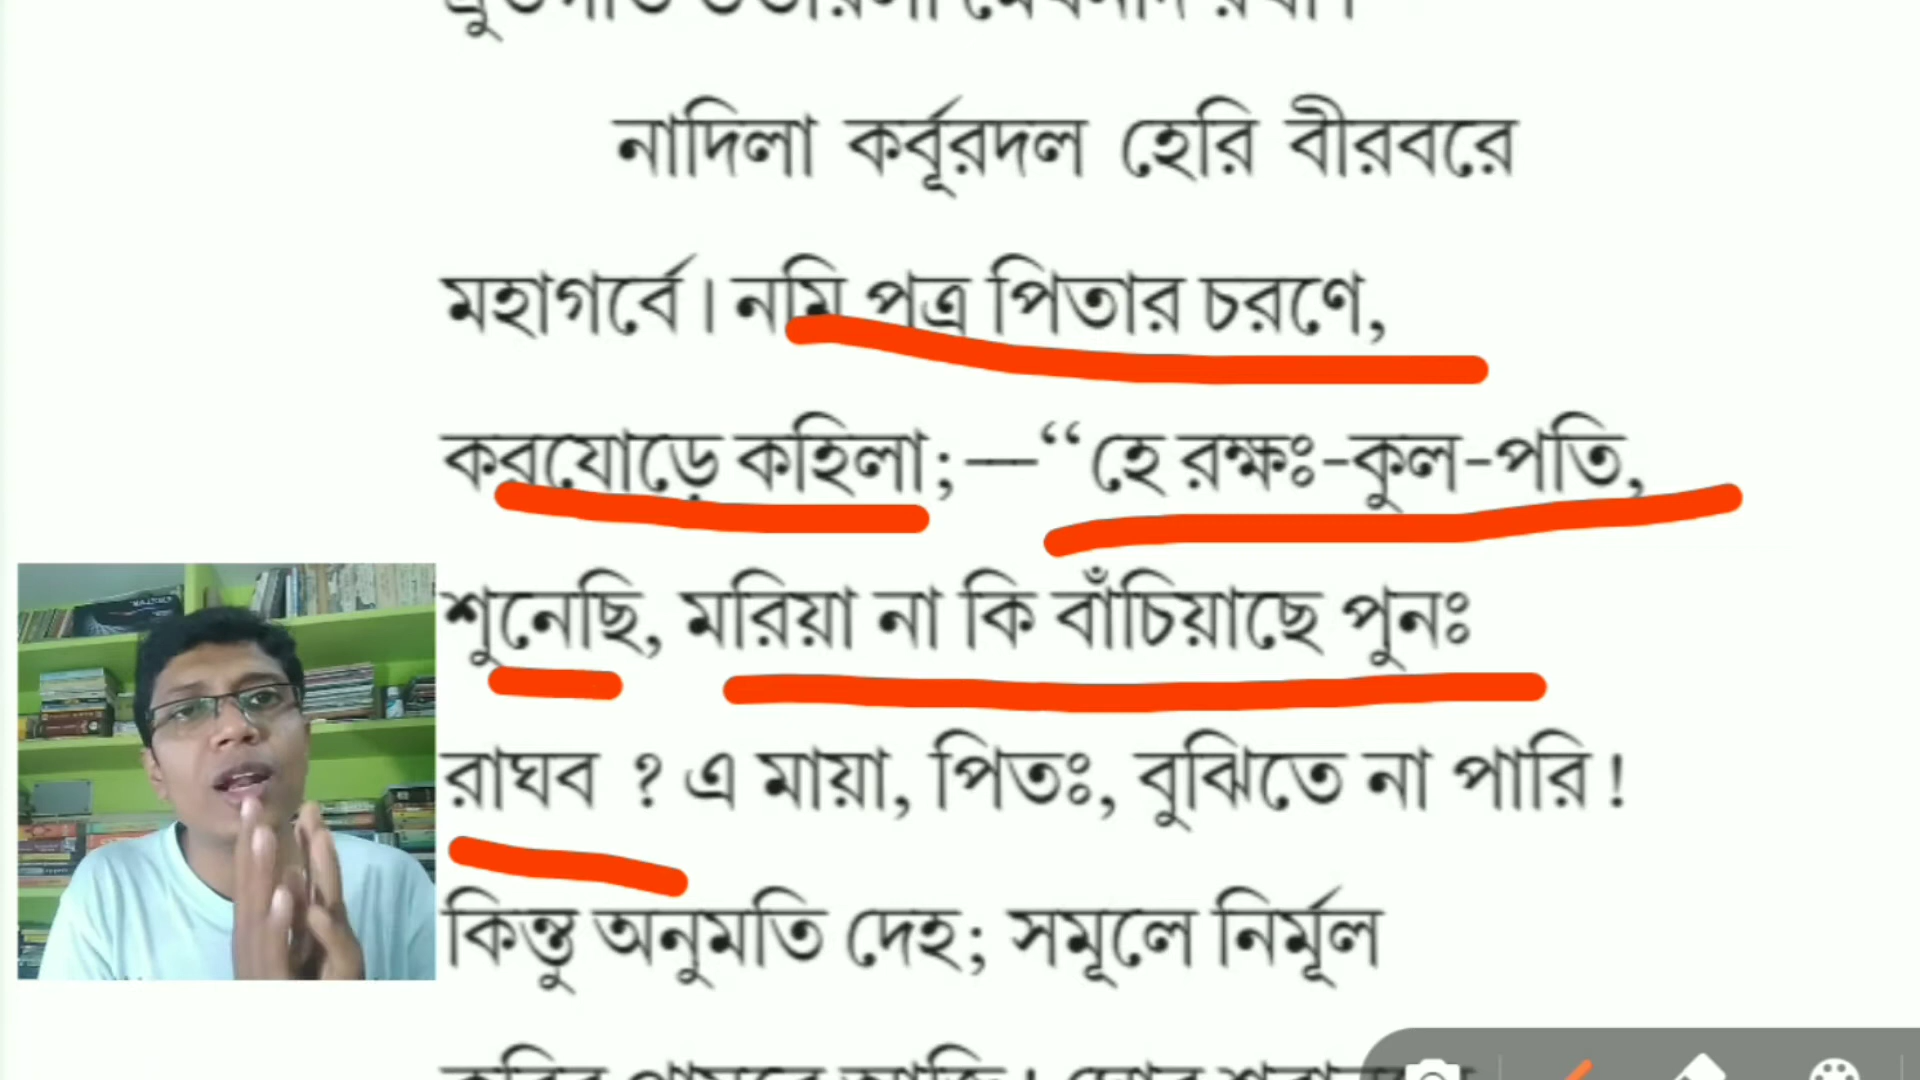 নাদিলা কর্বূরদল হেরি বীরবরে
মহাগর্বে। নমি পুত্র পিতার চরণে,
করযোড়ে কহিলা;—“হে রক্ষঃ-কুল-পতি,
শুনেছি, মরিয়া না কি বাঁচিয়াছে পুনঃ
রাঘব ? এ মায়া, পিতঃ, বুঝিতে না পারি !
কিন্তু অনুমতি দেহ; সমূলে নির্মূল